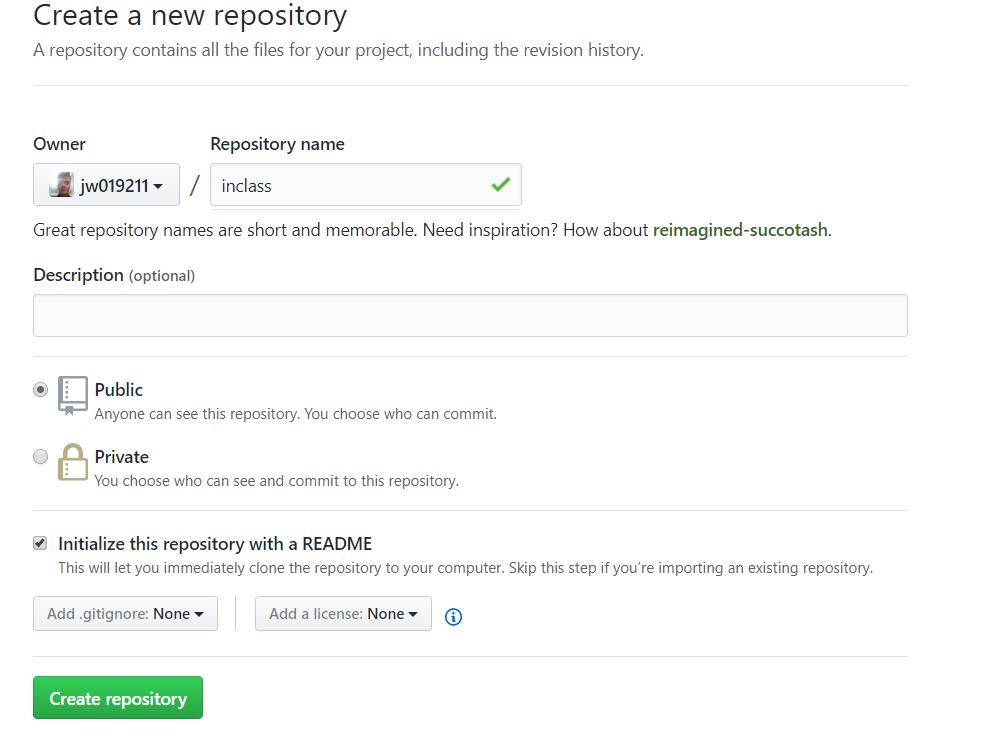 Create a new repository
A repository contains all the files for your project, including the revision history.
Owner
Repository name
jw019211 / inclass
Great repository names are short and memorable. Need inspiration? How about reimagined-succotash.
Description (optional)
Public
Anyone can see this repository. You choose who can commit.
Private
You choose who can see and commit to this repository.
Initialize this repository with a README
This will let you immediately clone the repository to your computer. Skip this step if you’re importing an existing repository.
Add .gitignore: None
Add a license: None
Create repository